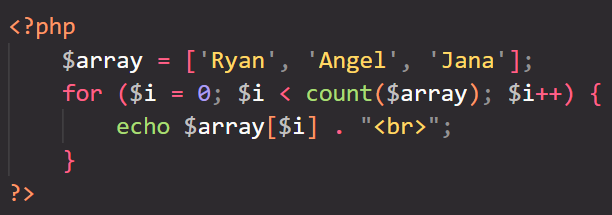 <?php
    $array = ['Ryan', 'Angel', 'Jana'];
    for ($i = 0; $i < count($array); $i++) {
        echo $array[$i] . "<br>";
    }
?>